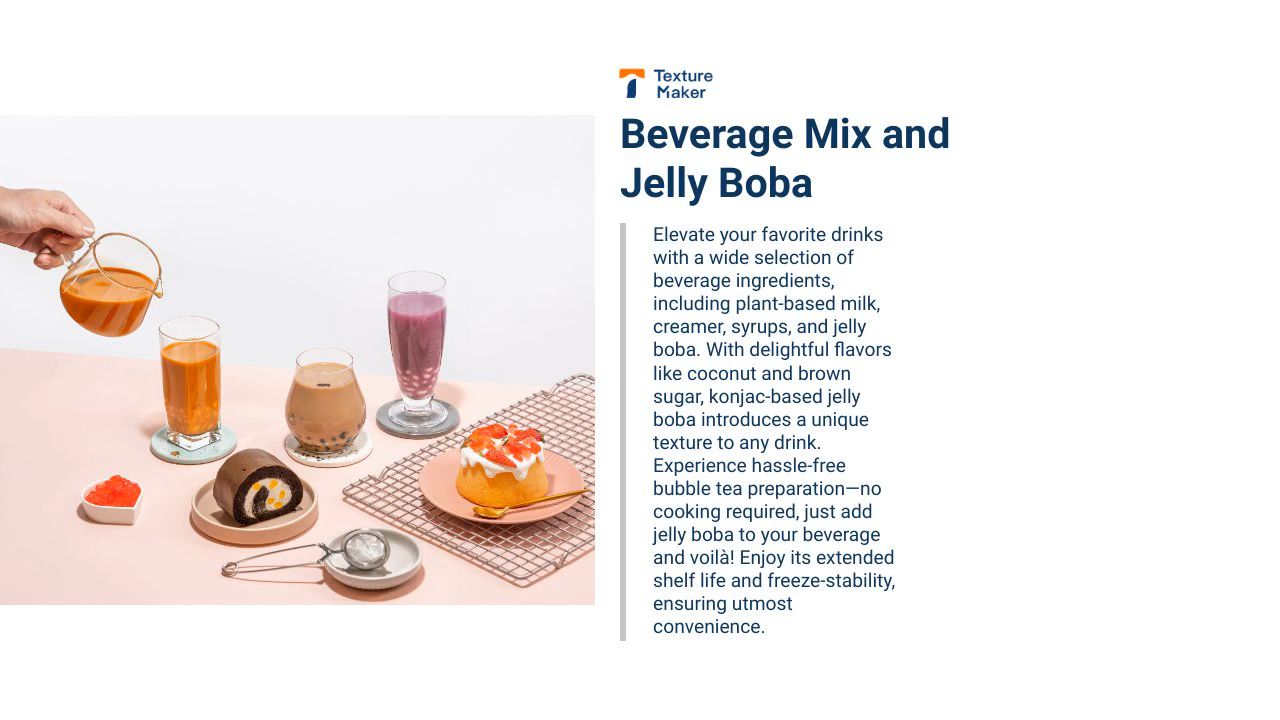 Texture
Maker
Beverage Mix and
Jelly Boba
Elevate your favorite drinks
with a wide selection of
beverage ingredients,
including plant-based milk,
creamer, syrups, and jelly
boba. With delightful flavors
like coconut and brown
sugar, konjac-based jelly
boba introduces a unique
texture to any drink.
Experience hassle-free
bubble tea preparation—no
cooking required, just add
jelly boba to your beverage
and voilà! Enjoy its extended
shelf life and freeze-stability,
ensuring utmost
convenience.